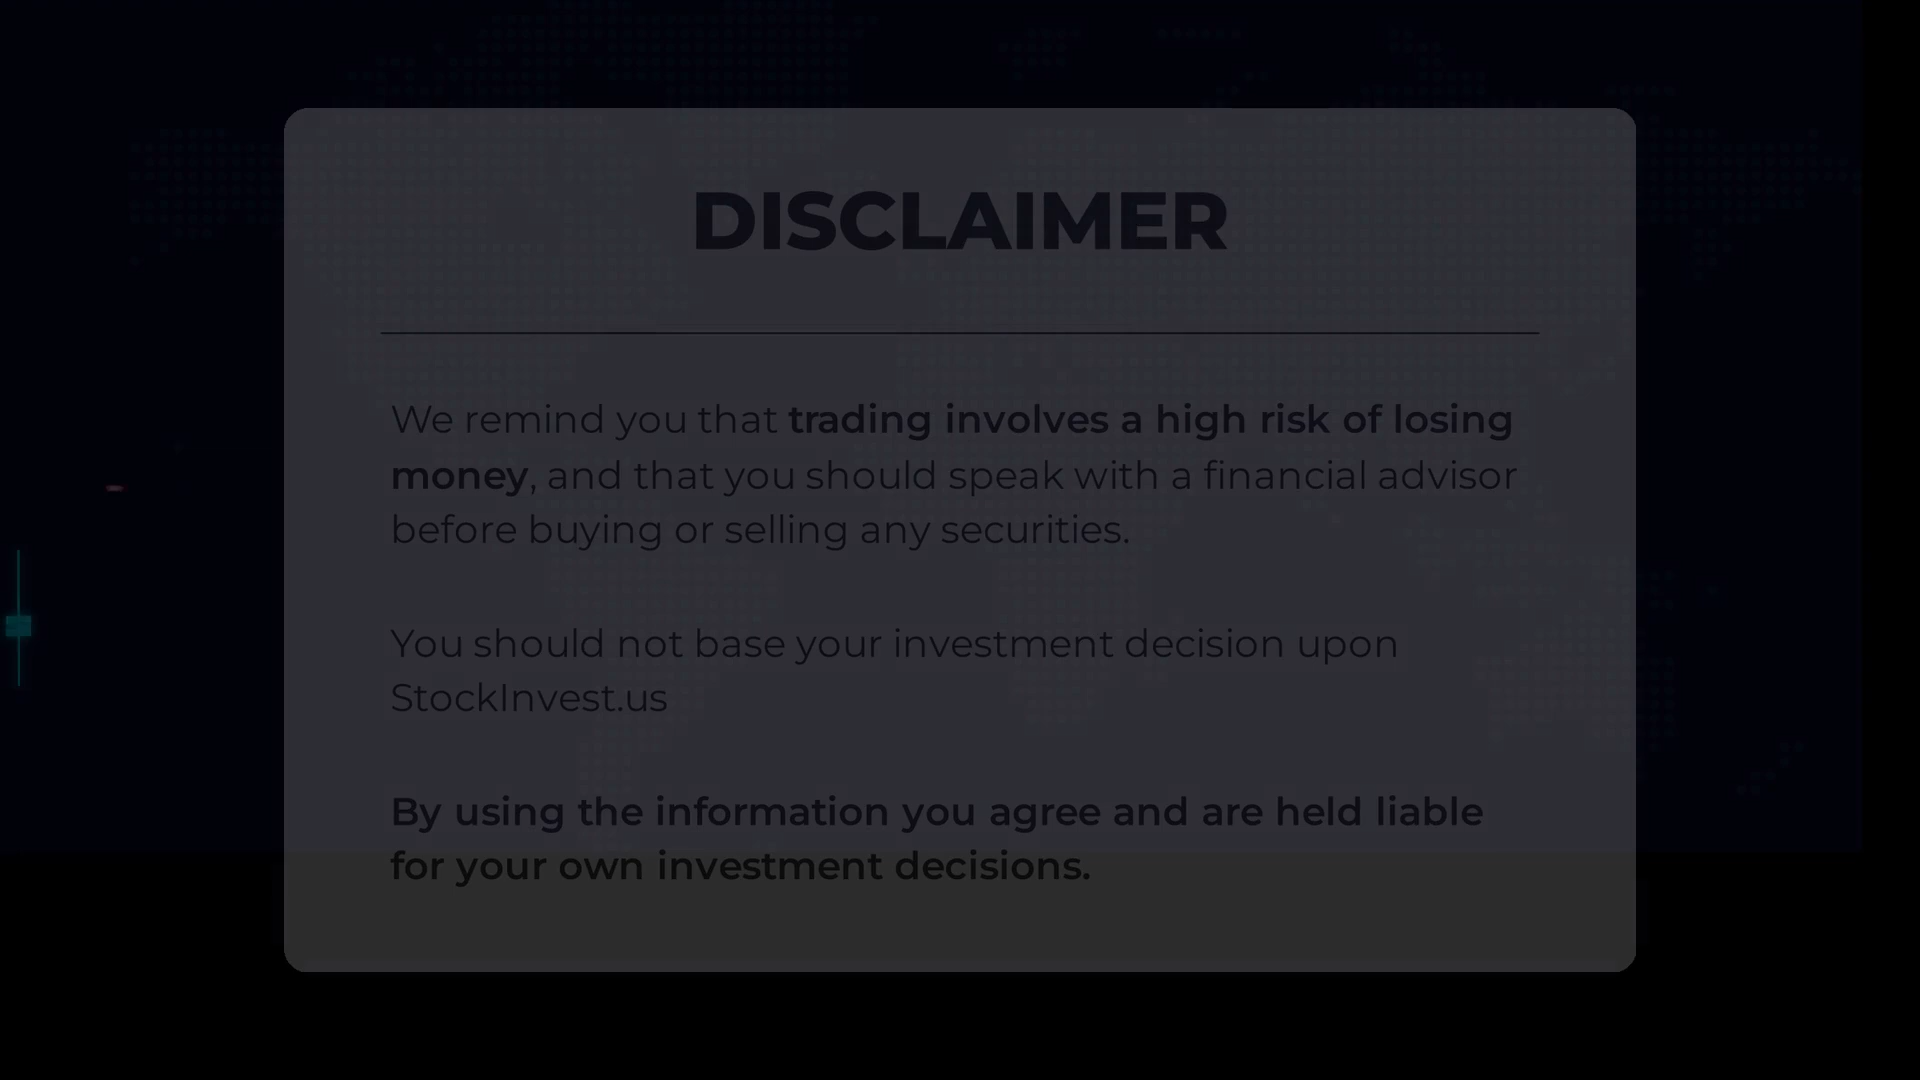 DISCLAIMER
We remind you that trading involves a high risk of losing
money, and that you should speak with a financial advisor
before buying or selling any securities.
You should not base your investment decision upon
StockInvest.us
By using the information you agree and are held liable
for your own investment decisions.